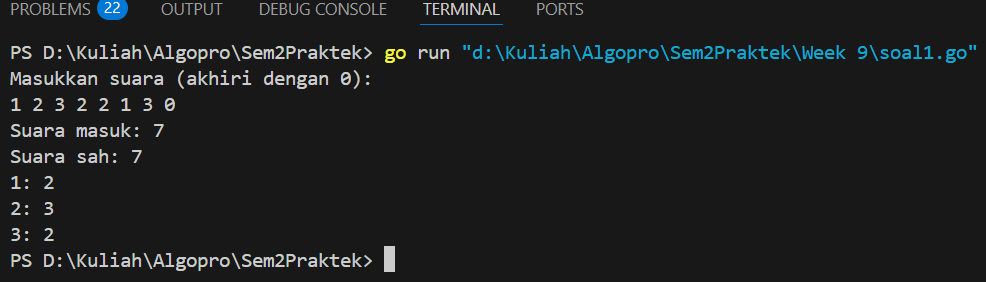 PROBLEMS 22 OUTPUT DEBUG CONSOLE TERMINAL PORTS
PS D:\Kuliah\Algopro\Sem2Praktek> go run "d:\Kuliah\Algopro\Sem2Praktek\Week 9\soal1.go"
Masukkan suara (akhiri dengan 0):
1 2 3 2 2 1 3 0
Suara masuk: 7
Suara sah: 7
1: 2
2: 3
3: 2
PS D:\Kuliah\Algopro\Sem2Praktek>